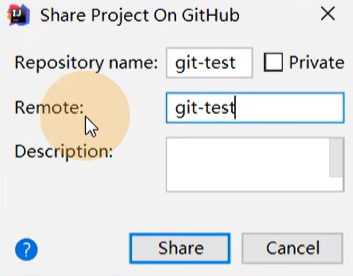 Share Project On GitHub
Repository name: git-test Private
Remote: git-test
Description:
? Share Cancel